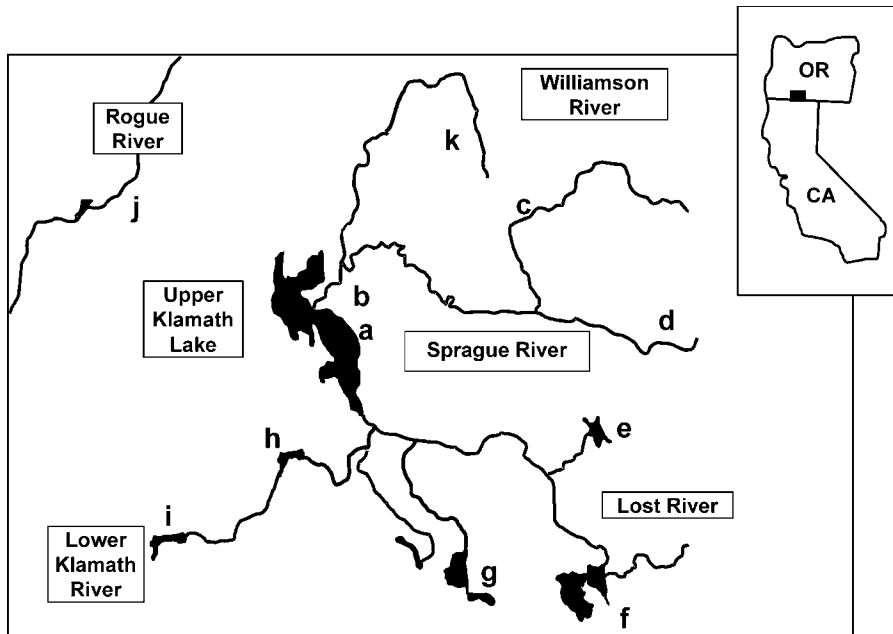 OR
CA
Williamson
River
Rogue
River
k
j
c
Upper
Klamath
Lake
b
a
d
Sprague River
e
h
i
Lost River
Lower
Klamath
River
g
f